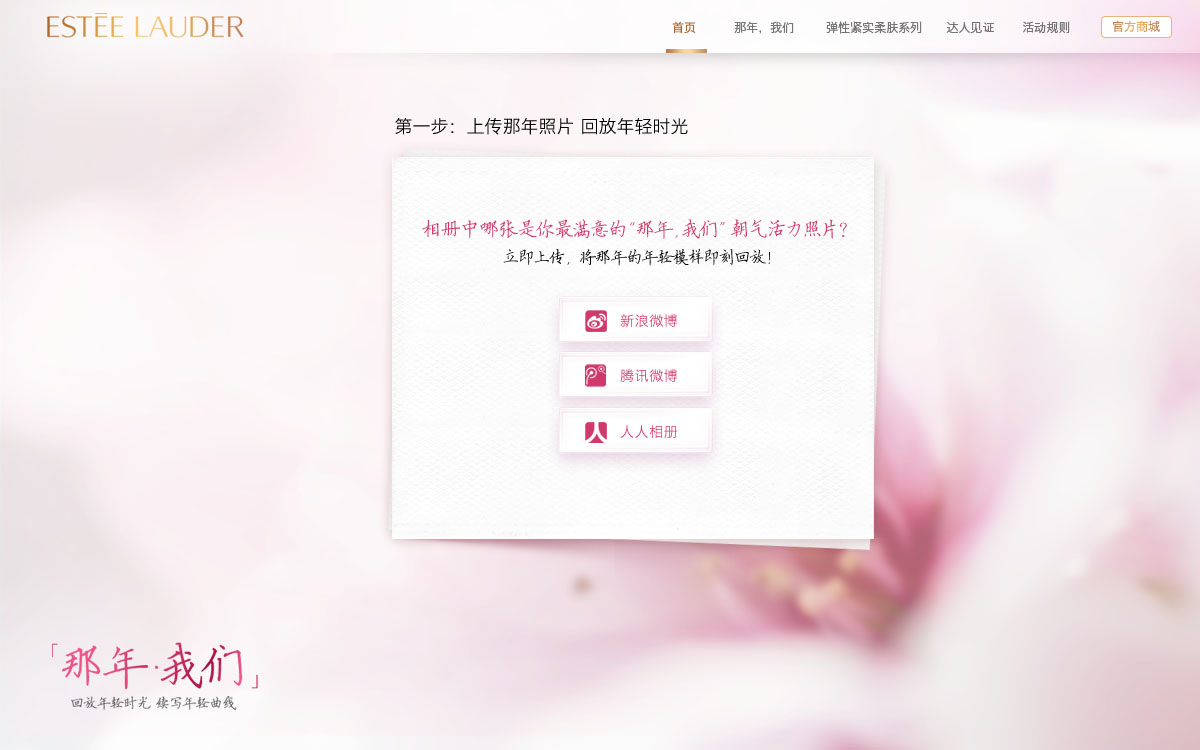 ESTĒE LAUDER
首页
那年，我们
弹性紧实柔肤系列
达人见证
活动规则
官方商城
第一步：上传那年照片 回放年轻时光
相册中哪张是你最满意的“那年,我们”朝气活力照片?
立即上传，将那年的年轻模样即刻回放!
新浪微博
腾讯微博
人人相册
「那年·我们」
回放年轻时光 续写年轻曲线